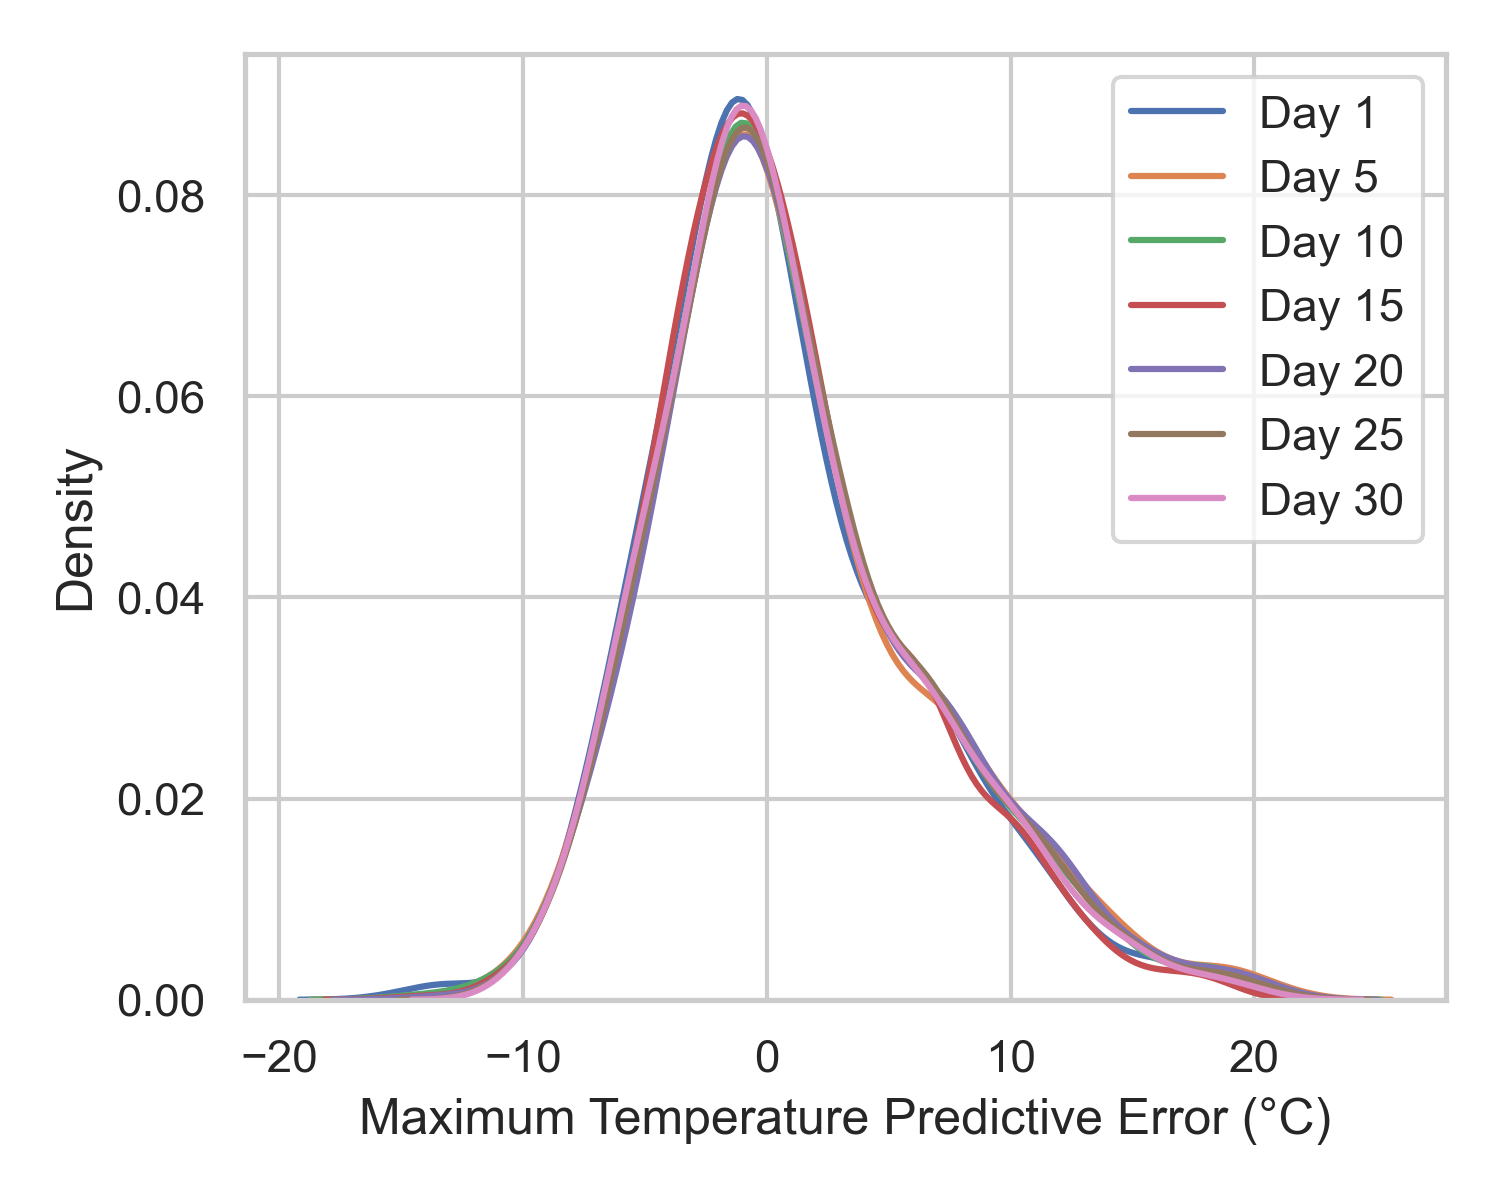 Day 1
Day 5
Day 10
Day 15
Day 20
Day 25
Day 30
0.08
0.06
0.04
0.02
0.00
Density
−20 −10 0 10 20
Maximum Temperature Predictive Error (°C)